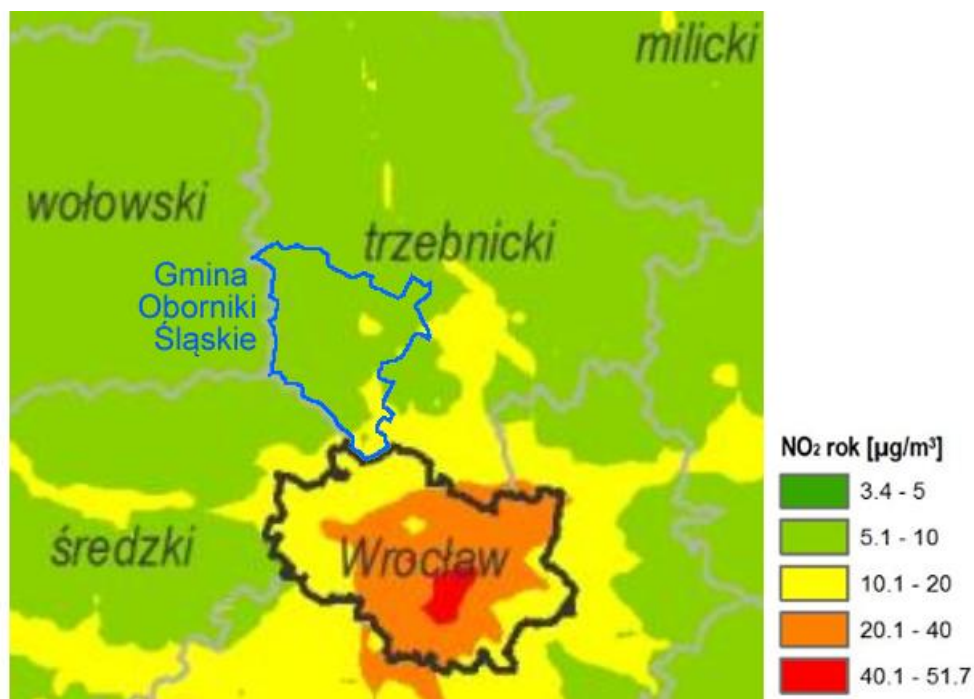 milicki
wołowski
trzebnicki
Gmina
Oborniki
Śląskie
NO₂ rok [µg/m³]
3.4 - 5
5.1 - 10
średzki
Wrocław
10.1 - 20
20.1 - 40
40.1 - 51.7